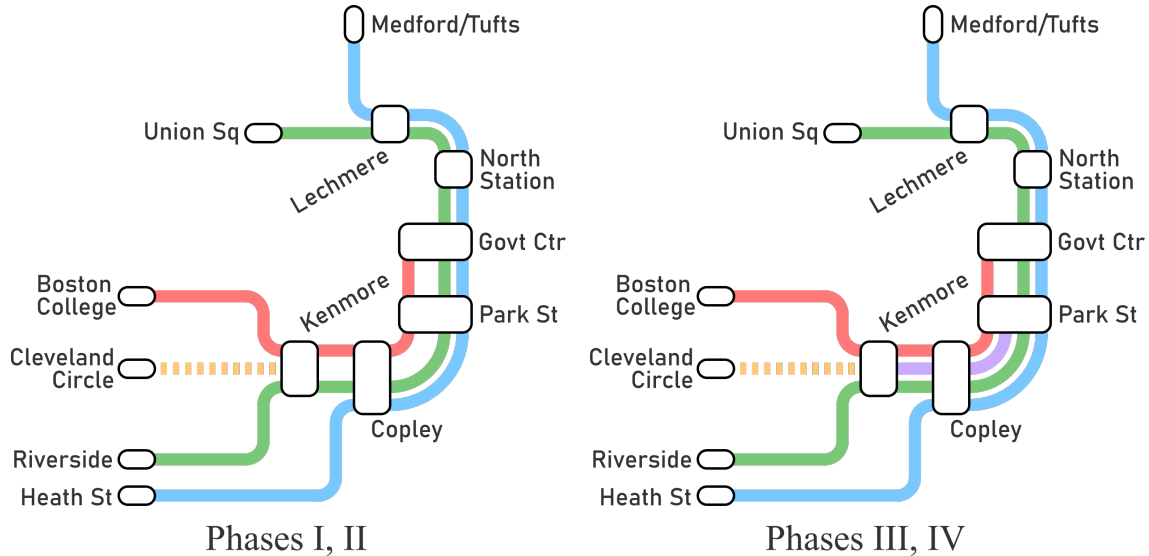 Medford/Tufts
Union Sq
Lechmere
North
Station
Govt Ctr
Boston
College
Kenmore
Park St
Cleveland
Circle
Copley
Riverside
Heath St
Phases I, II
Medford/Tufts
Union Sq
Lechmere
North
Station
Govt Ctr
Boston
College
Kenmore
Park St
Cleveland
Circle
Copley
Riverside
Heath St
Phases III, IV